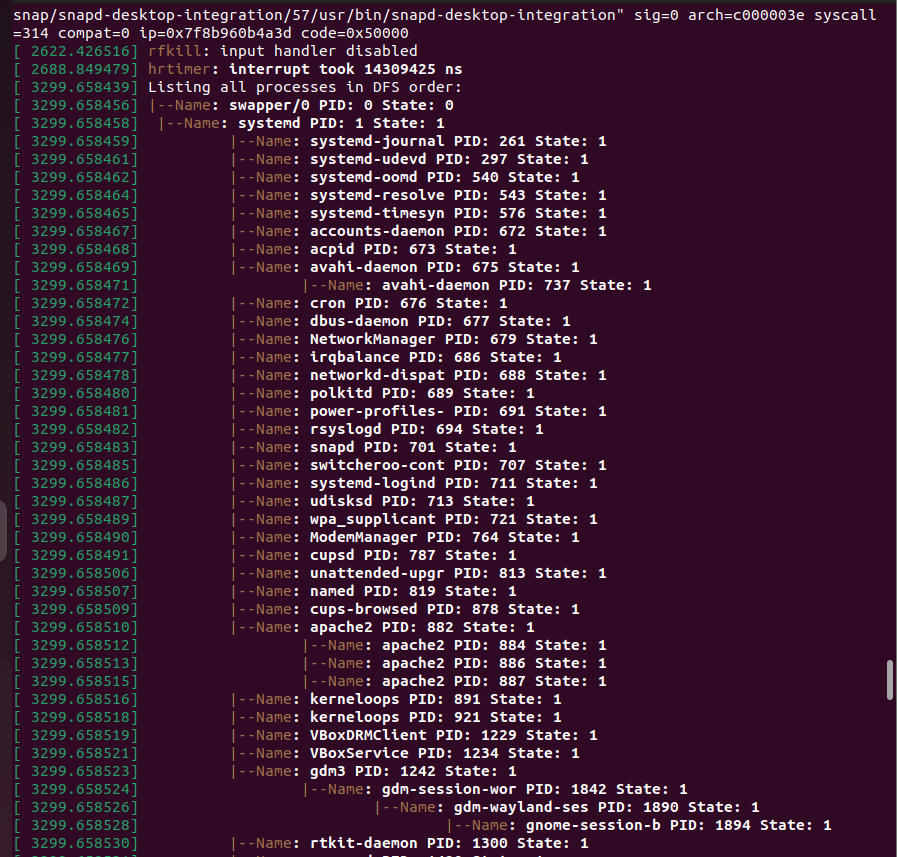 snap/snapd-desktop-integration/57/usr/bin/snapd-desktop-integration" sig=0 arch=c000003e syscall
=314 compat=0 ip=0x7f8b960b4a3d code=0x50000
[ 2622.426516] rfkill: input handler disabled
[ 2688.849479] hrtimer: interrupt took 14309425 ns
[ 3299.658439] Listing all processes in DFS order:
[ 3299.658456] |--Name: swapper/0 PID: 0 State: 0
[ 3299.658458]  |--Name: systemd PID: 1 State: 1
[ 3299.658459]          |--Name: systemd-journal PID: 261 State: 1
[ 3299.658461]          |--Name: systemd-udevd PID: 297 State: 1
[ 3299.658462]          |--Name: systemd-oomd PID: 540 State: 1
[ 3299.658464]          |--Name: systemd-resolve PID: 543 State: 1
[ 3299.658465]          |--Name: systemd-timesyn PID: 576 State: 1
[ 3299.658467]          |--Name: accounts-daemon PID: 672 State: 1
[ 3299.658468]          |--Name: acpid PID: 673 State: 1
[ 3299.658469]          |--Name: avahi-daemon PID: 675 State: 1
[ 3299.658471]                  |--Name: avahi-daemon PID: 737 State: 1
[ 3299.658472]          |--Name: cron PID: 676 State: 1
[ 3299.658474]          |--Name: dbus-daemon PID: 677 State: 1
[ 3299.658476]          |--Name: NetworkManager PID: 679 State: 1
[ 3299.658477]          |--Name: irqbalance PID: 686 State: 1
[ 3299.658478]          |--Name: networkd-dispat PID: 688 State: 1
[ 3299.658480]          |--Name: polkitd PID: 689 State: 1
[ 3299.658481]          |--Name: power-profiles- PID: 691 State: 1
[ 3299.658482]          |--Name: rsyslogd PID: 694 State: 1
[ 3299.658483]          |--Name: snapd PID: 701 State: 1
[ 3299.658485]          |--Name: switcheroo-cont PID: 707 State: 1
[ 3299.658486]          |--Name: systemd-logind PID: 711 State: 1
[ 3299.658487]          |--Name: udisksd PID: 713 State: 1
[ 3299.658489]          |--Name: wpa_supplicant PID: 721 State: 1
[ 3299.658490]          |--Name: ModemManager PID: 764 State: 1
[ 3299.658491]          |--Name: cupsd PID: 787 State: 1
[ 3299.658506]          |--Name: unattended-upgr PID: 813 State: 1
[ 3299.658507]          |--Name: named PID: 819 State: 1
[ 3299.658509]          |--Name: cups-browsed PID: 878 State: 1
[ 3299.658510]          |--Name: apache2 PID: 882 State: 1
[ 3299.658512]                  |--Name: apache2 PID: 884 State: 1
[ 3299.658513]                  |--Name: apache2 PID: 886 State: 1
[ 3299.658515]                  |--Name: apache2 PID: 887 State: 1
[ 3299.658516]          |--Name: kerneloops PID: 891 State: 1
[ 3299.658518]          |--Name: kerneloops PID: 921 State: 1
[ 3299.658519]          |--Name: VBoxDRMClient PID: 1229 State: 1
[ 3299.658521]          |--Name: VBoxService PID: 1234 State: 1
[ 3299.658523]          |--Name: gdm3 PID: 1242 State: 1
[ 3299.658524]                  |--Name: gdm-session-wor PID: 1842 State: 1
[ 3299.658526]                          |--Name: gdm-wayland-ses PID: 1890 State: 1
[ 3299.658528]                                  |--Name: gnome-session-b PID: 1894 State: 1
[ 3299.658530]          |--Name: rtkit-daemon PID: 1300 State: 1